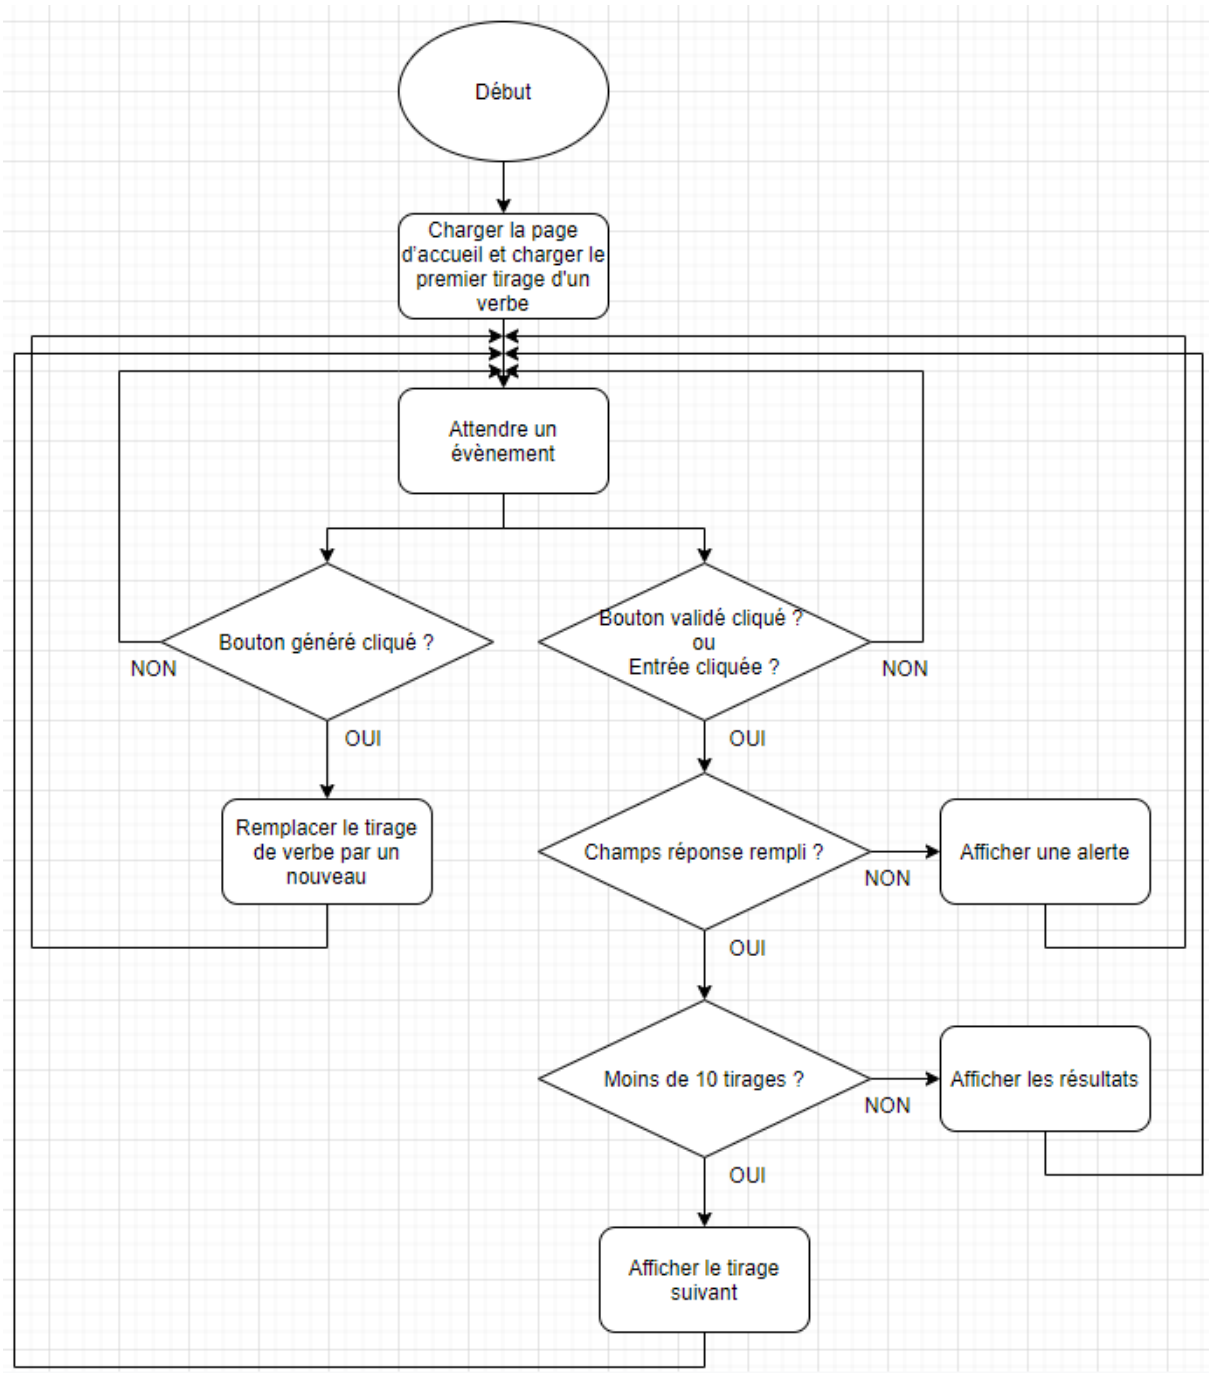 Début
Charger la page
d'accueil et charger le
premier tirage d'un
verbe
Attendre un
évènement
Bouton généré cliqué ?
NON
OUI
Bouton validé cliqué ?
ou
Entrée cliquée ?
NON
OUI
Remplacer le tirage
de verbe par un
nouveau
Champs réponse rempli ?
NON
Afficher une alerte
OUI
Moins de 10 tirages ?
NON
Afficher les résultats
OUI
Afficher le tirage
suivant